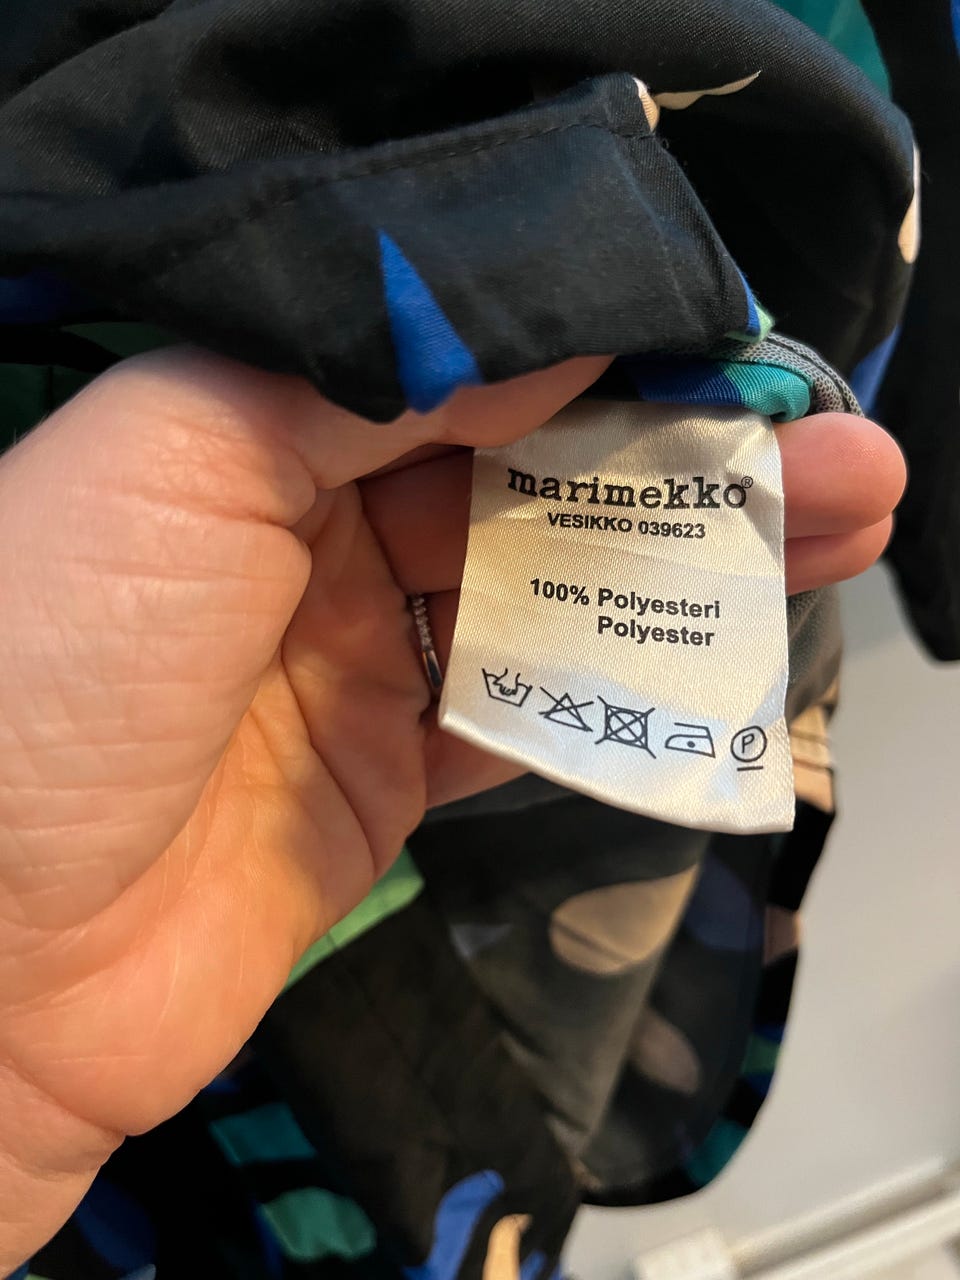 marimekko®
VESIKKO 039623
100% Polyesteri
Polyester
P